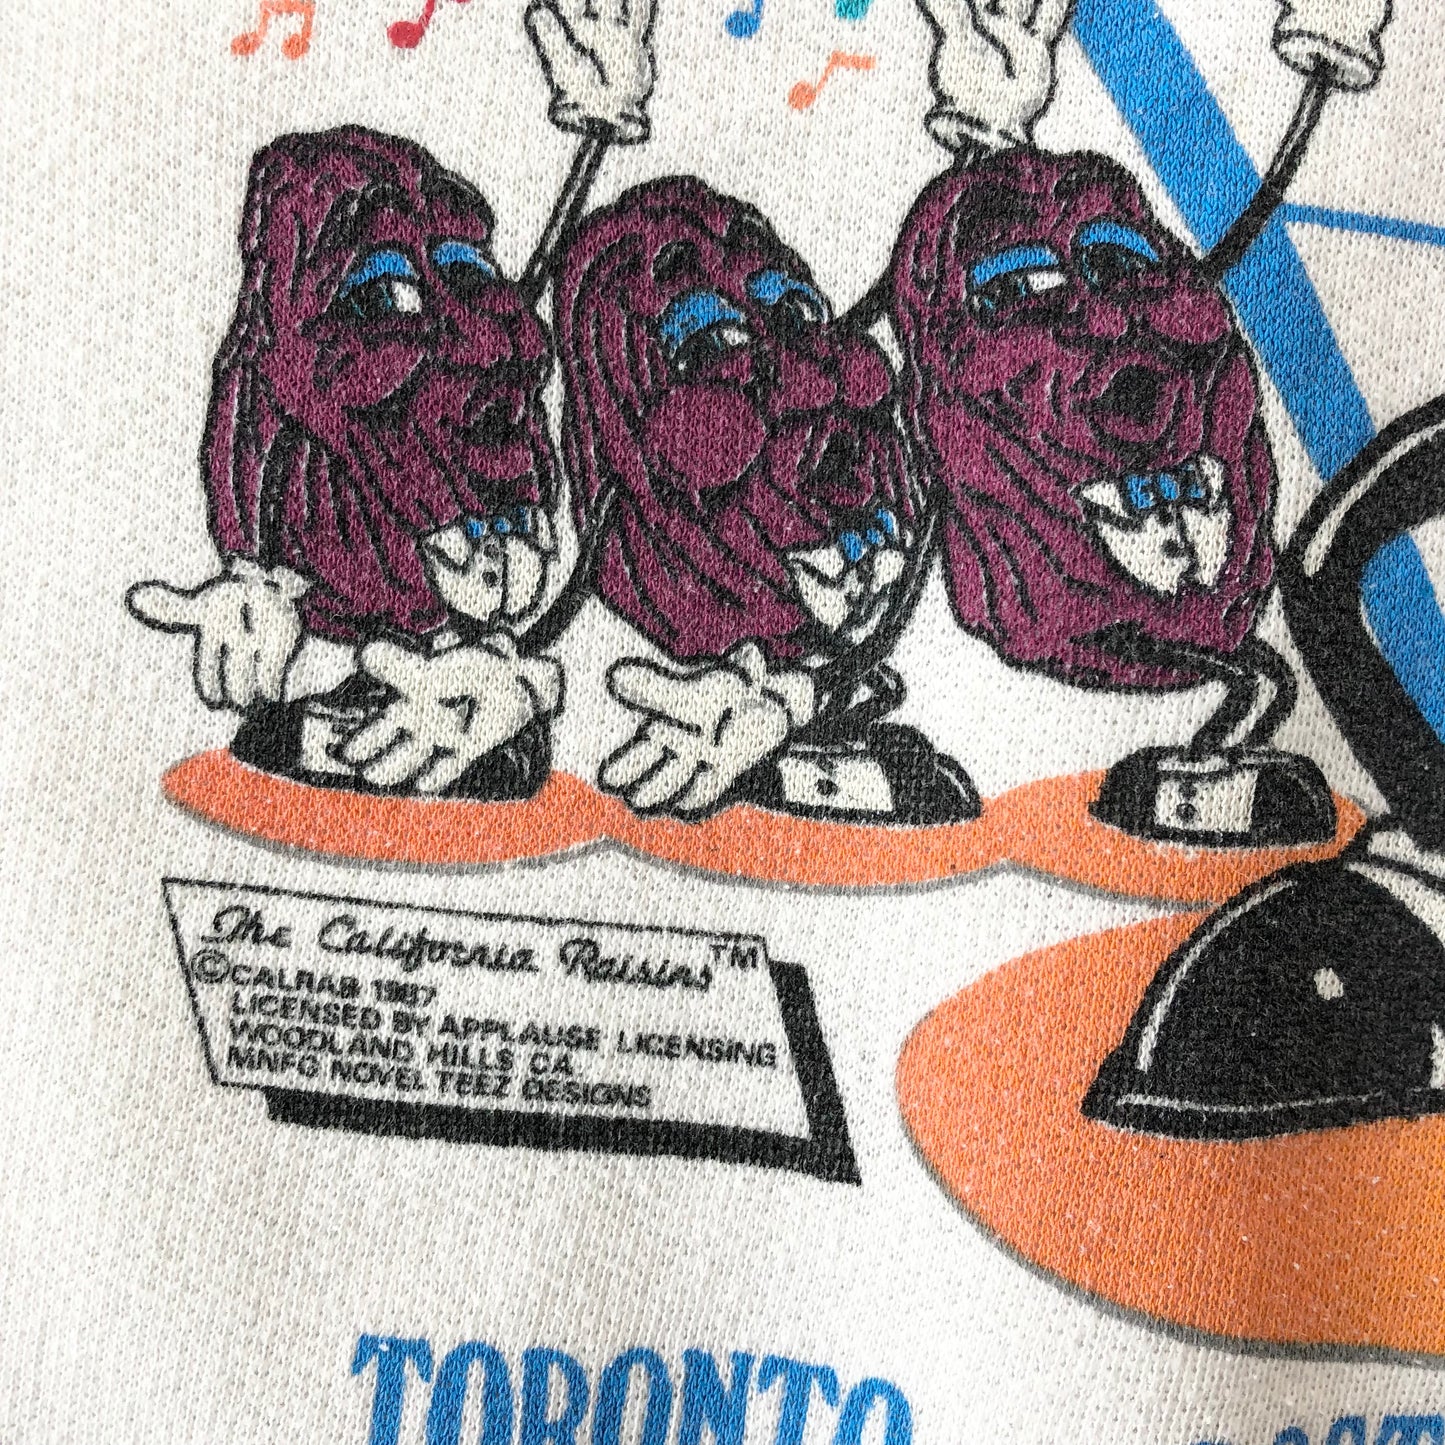 The California Raisins™
©CALRAB 1987
LICENSED BY APPLAUSE LICENSING
WOODLAND HILLS CA.
MNFG NOVEL TEEZ DESIGNS
TORONTO